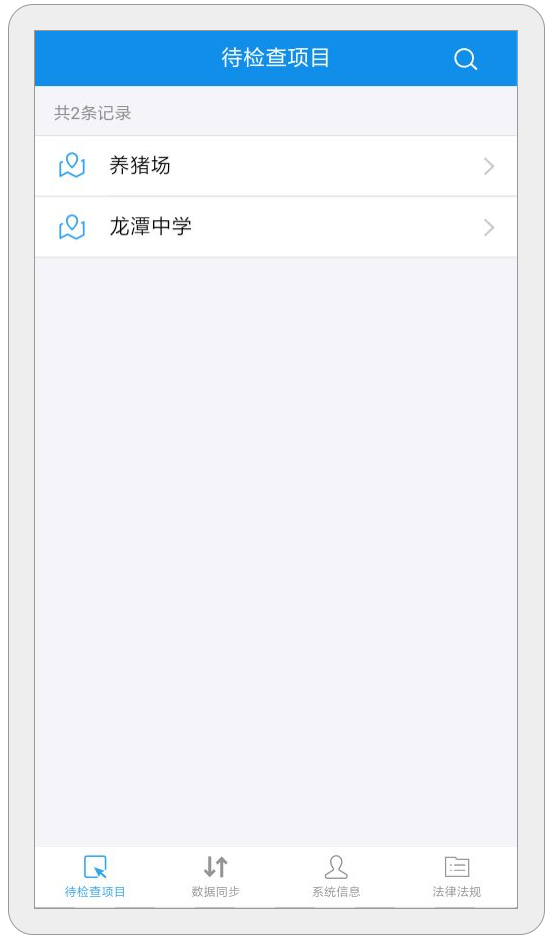 待检查项目
共2条记录
养猪场
龙潭中学
待检查项目
数据同步
系统信息
法律法规